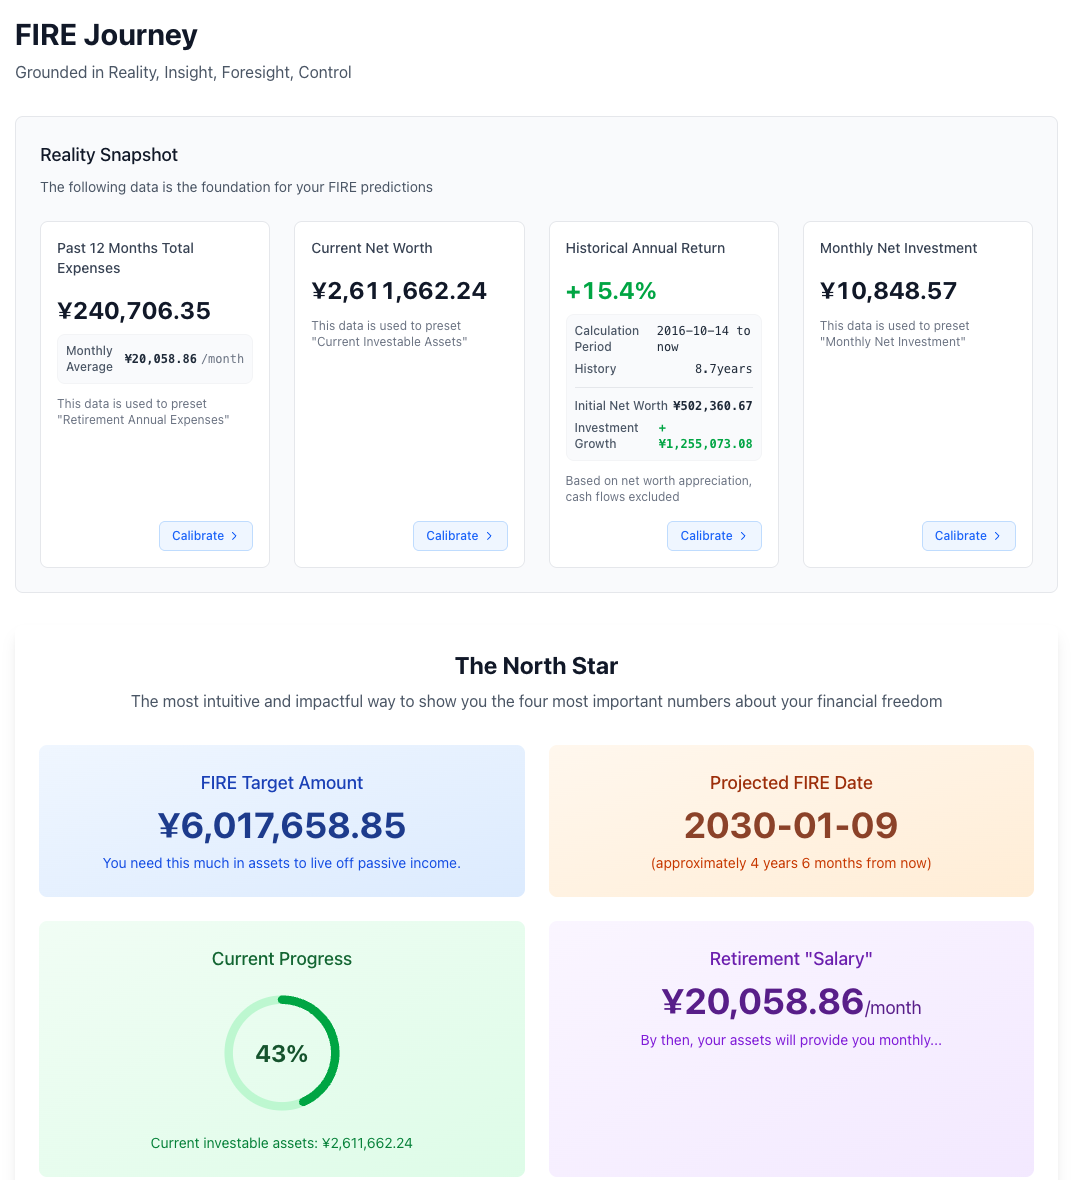 FIRE Journey
Grounded in Reality, Insight, Foresight, Control
Reality Snapshot
The following data is the foundation for your FIRE predictions
Past 12 Months Total
Expenses
¥240,706.35
Monthly
Average
¥20,058.86 /month
This data is used to preset
"Retirement Annual Expenses"
Calibrate
Current Net Worth
¥2,611,662.24
This data is used to preset
"Current Investable Assets"
Calibrate
Historical Annual Return
+15.4%
Calculation
Period
2016-10-14 to
now
History 8.7years
Initial Net Worth ¥502,360.67
Investment
Growth
+
¥1,255,073.08
Based on net worth appreciation,
cash flows excluded
Calibrate
Monthly Net Investment
¥10,848.57
This data is used to preset
"Monthly Net Investment"
Calibrate
The North Star
The most intuitive and impactful way to show you the four most important numbers about your financial freedom
FIRE Target Amount
¥6,017,658.85
You need this much in assets to live off passive income.
Projected FIRE Date
2030-01-09
(approximately 4 years 6 months from now)
Current Progress
43%
Current investable assets: ¥2,611,662.24
Retirement "Salary"
¥20,058.86/month
By then, your assets will provide you monthly...